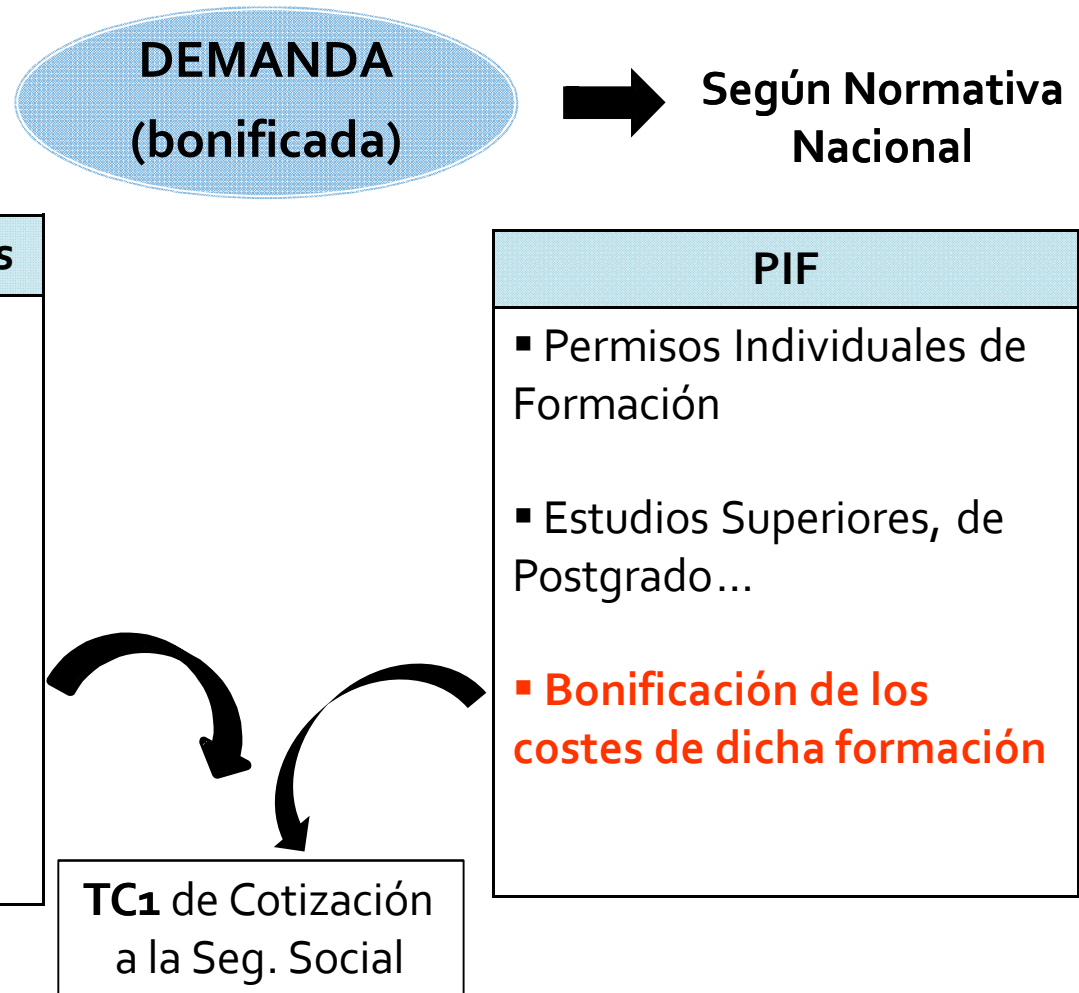 DEMANDA
(bonificada)
Según Normativa
Nacional
s
PIF
▪ Permisos Individuales de
Formación
▪ Estudios Superiores, de
Postgrado...
▪ Bonificación de los
costes de dicha formación
TC1 de Cotización
a la Seg. Social